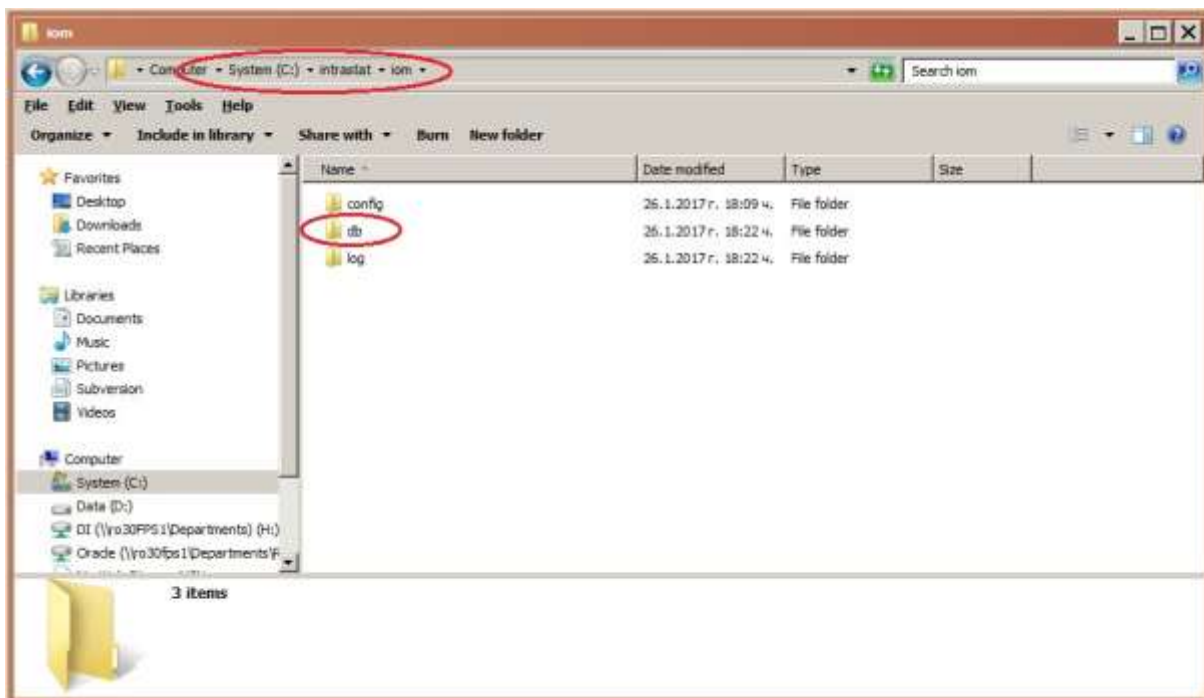 iom
Computer System (C:) intrastat iom
Search iom
File Edit View Tools Help
Organize Include in library Share with Burn New folder
Name Date modified Type Size
Favorites
Desktop
Downloads
Recent Places
Libraries
Documents
Music
Pictures
Subversion
Videos
Computer
System (C:)
Data (D:)
DI (\\ro30FPS1\Departments) (H:)
Oracle (\\ro30fps1\Departments\
config 26.1.2017 г. 18:09 ч. File folder
db 26.1.2017 г. 18:22 ч. File folder
log 26.1.2017 г. 18:22 ч. File folder
3 items